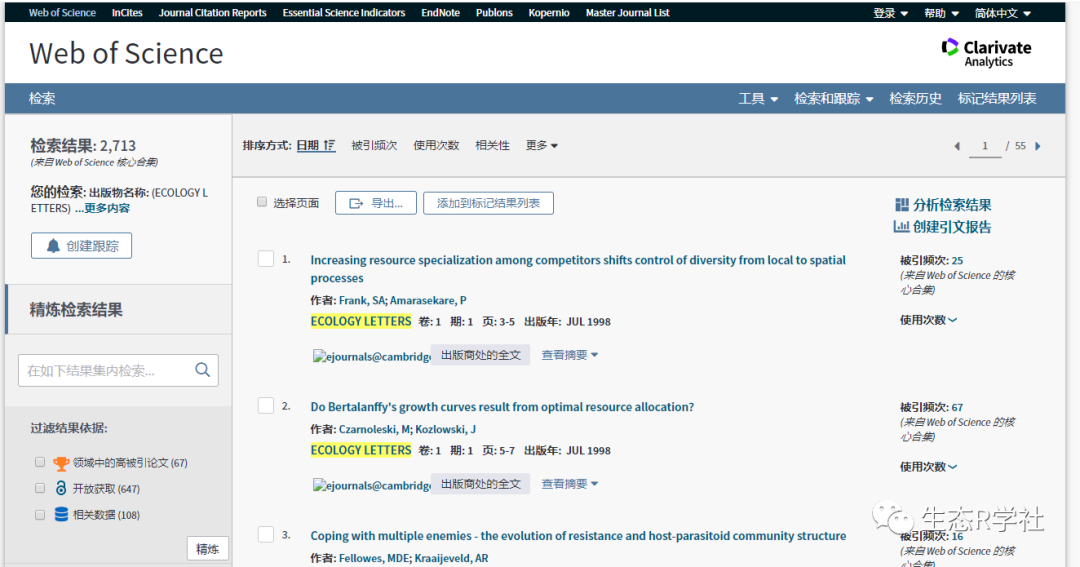 Web of Science InCites Journal Citation Reports Essential Science Indicators EndNote Publons Kopernio Master Journal List 登录 帮助 简体中文
Web of Science
Clarivate
Analytics
检索 工具 检索和跟踪 检索历史 标记结果列表
检索结果: 2,713
(来自 Web of Science 核心合集)
您的检索: 出版物名称: (ECOLOGY L
ETTERS) ...更多内容
创建跟踪
精炼检索结果
在如下结果集内检索...
过滤结果依据:
领域中的高被引论文 (67)
开放获取 (647)
相关数据 (108)
精炼
排序方式: 日期 被引频次 使用次数 相关性 更多
1 / 55
选择页面 导出... 添加到标记结果列表
分析检索结果
创建引文报告
1. Increasing resource specialization among competitors shifts control of diversity from local to spatial
processes
作者: Frank, SA; Amarasekare, P
ECOLOGY LETTERS 卷: 1 期: 1 页: 3-5 出版年: JUL 1998
ejournals@cambridge 出版商处的全文 查看摘要
被引频次: 25
(来自 Web of Science 的核
心合集)
使用次数
2. Do Bertalanffy's growth curves result from optimal resource allocation?
作者: Czarnoleski, M; Kozlowski, J
ECOLOGY LETTERS 卷: 1 期: 1 页: 5-7 出版年: JUL 1998
ejournals@cambridge 出版商处的全文 查看摘要
被引频次: 67
(来自 Web of Science 的核
心合集)
使用次数
3. Coping with multiple enemies - the evolution of resistance and host-parasitoid community structure
作者: Fellowes, MDE; Kraaijeveld, AR
被引频次: 16
(来自 Web of Science 的核
心合集)
生态R学社